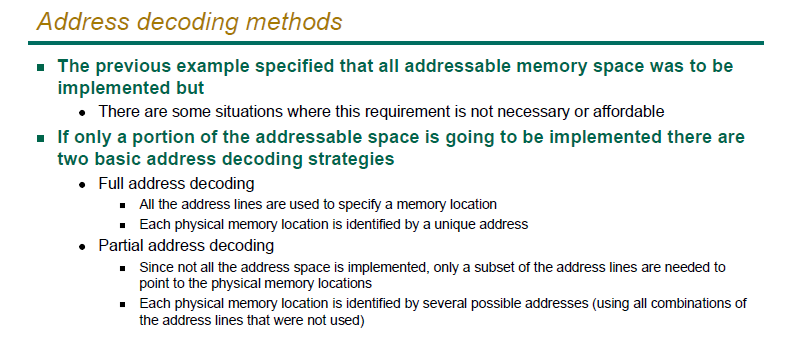 Address decoding methods
▪ The previous example specified that all addressable memory space was to be
implemented but
• There are some situations where this requirement is not necessary or affordable
▪ If only a portion of the addressable space is going to be implemented there are
two basic address decoding strategies
• Full address decoding
▪ All the address lines are used to specify a memory location
▪ Each physical memory location is identified by a unique address
• Partial address decoding
▪ Since not all the address space is implemented, only a subset of the address lines are needed to
point to the physical memory locations
▪ Each physical memory location is identified by several possible addresses (using all combinations of
the address lines that were not used)